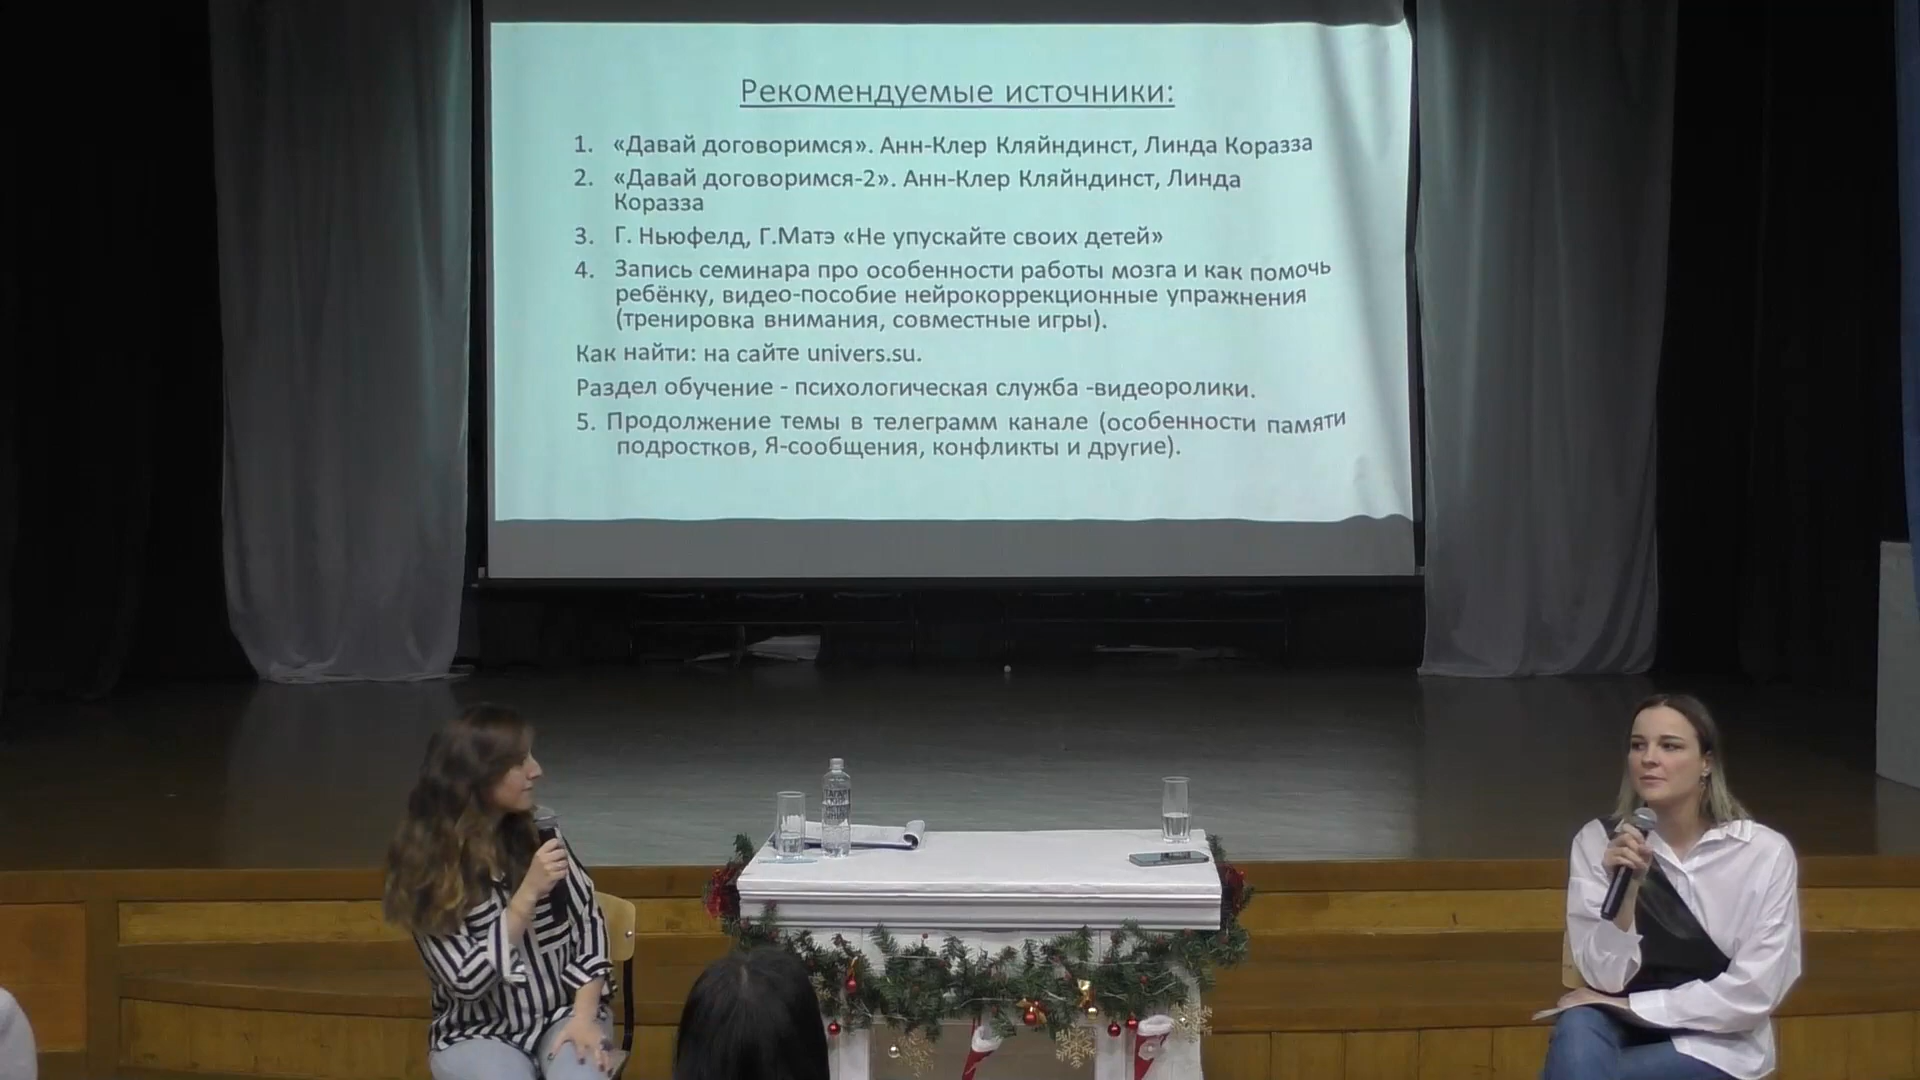 Рекомендуемые источники:
1. «Давай договоримся». Анн-Клер Кляйндинст, Линда Коразза
2. «Давай договоримся-2». Анн-Клер Кляйндинст, Линда
Коразза
3. Г. Ньюфелд, Г.Матэ «Не упускайте своих детей»
4. Запись семинара про особенности работы мозга и как помочь
ребёнку, видео-пособие нейрокоррекционные упражнения
(тренировка внимания, совместные игры).
Как найти: на сайте univers.su.
Раздел обучение - психологическая служба -видеоролики.
5. Продолжение темы в телеграмм канале (особенности памяти
подростков, Я-сообщения, конфликты и другие).